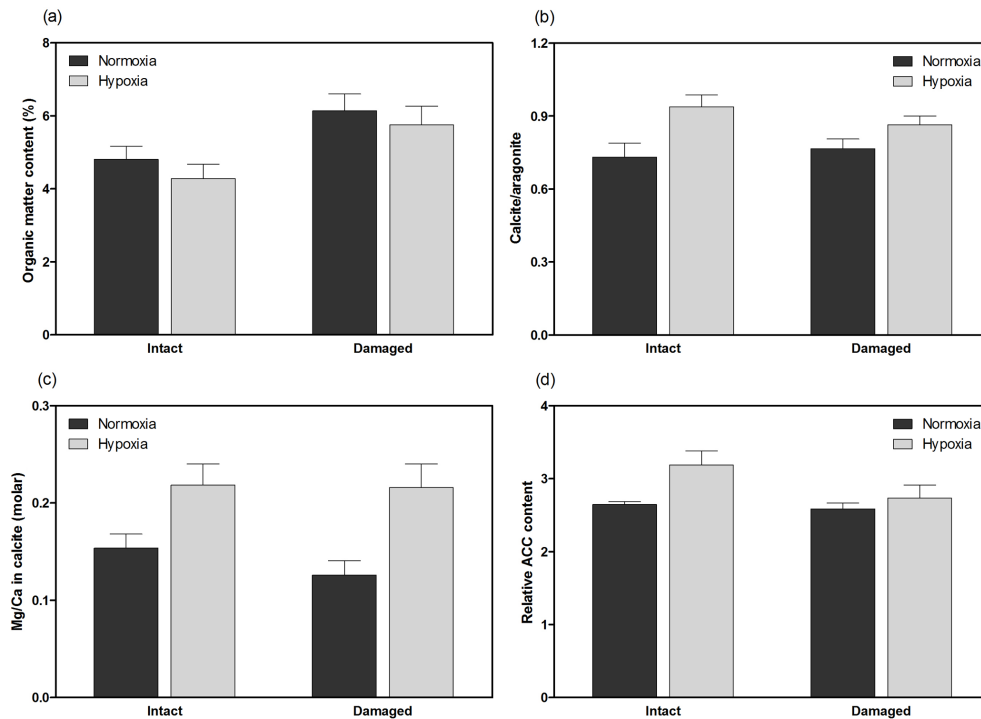 (a)
Organic matter content (%)
8
6
4
2
0
Normoxia
Hypoxia
Intact Damaged
(b)
Calcite/aragonite
1.2
0.9
0.6
0.3
0.0
Normoxia
Hypoxia
Intact Damaged
(c)
Mg/Ca in calcite (molar)
0.3
0.2
0.1
0.0
Normoxia
Hypoxia
Intact Damaged
(d)
Relative ACC content
4
3
2
1
0
Normoxia
Hypoxia
Intact Damaged